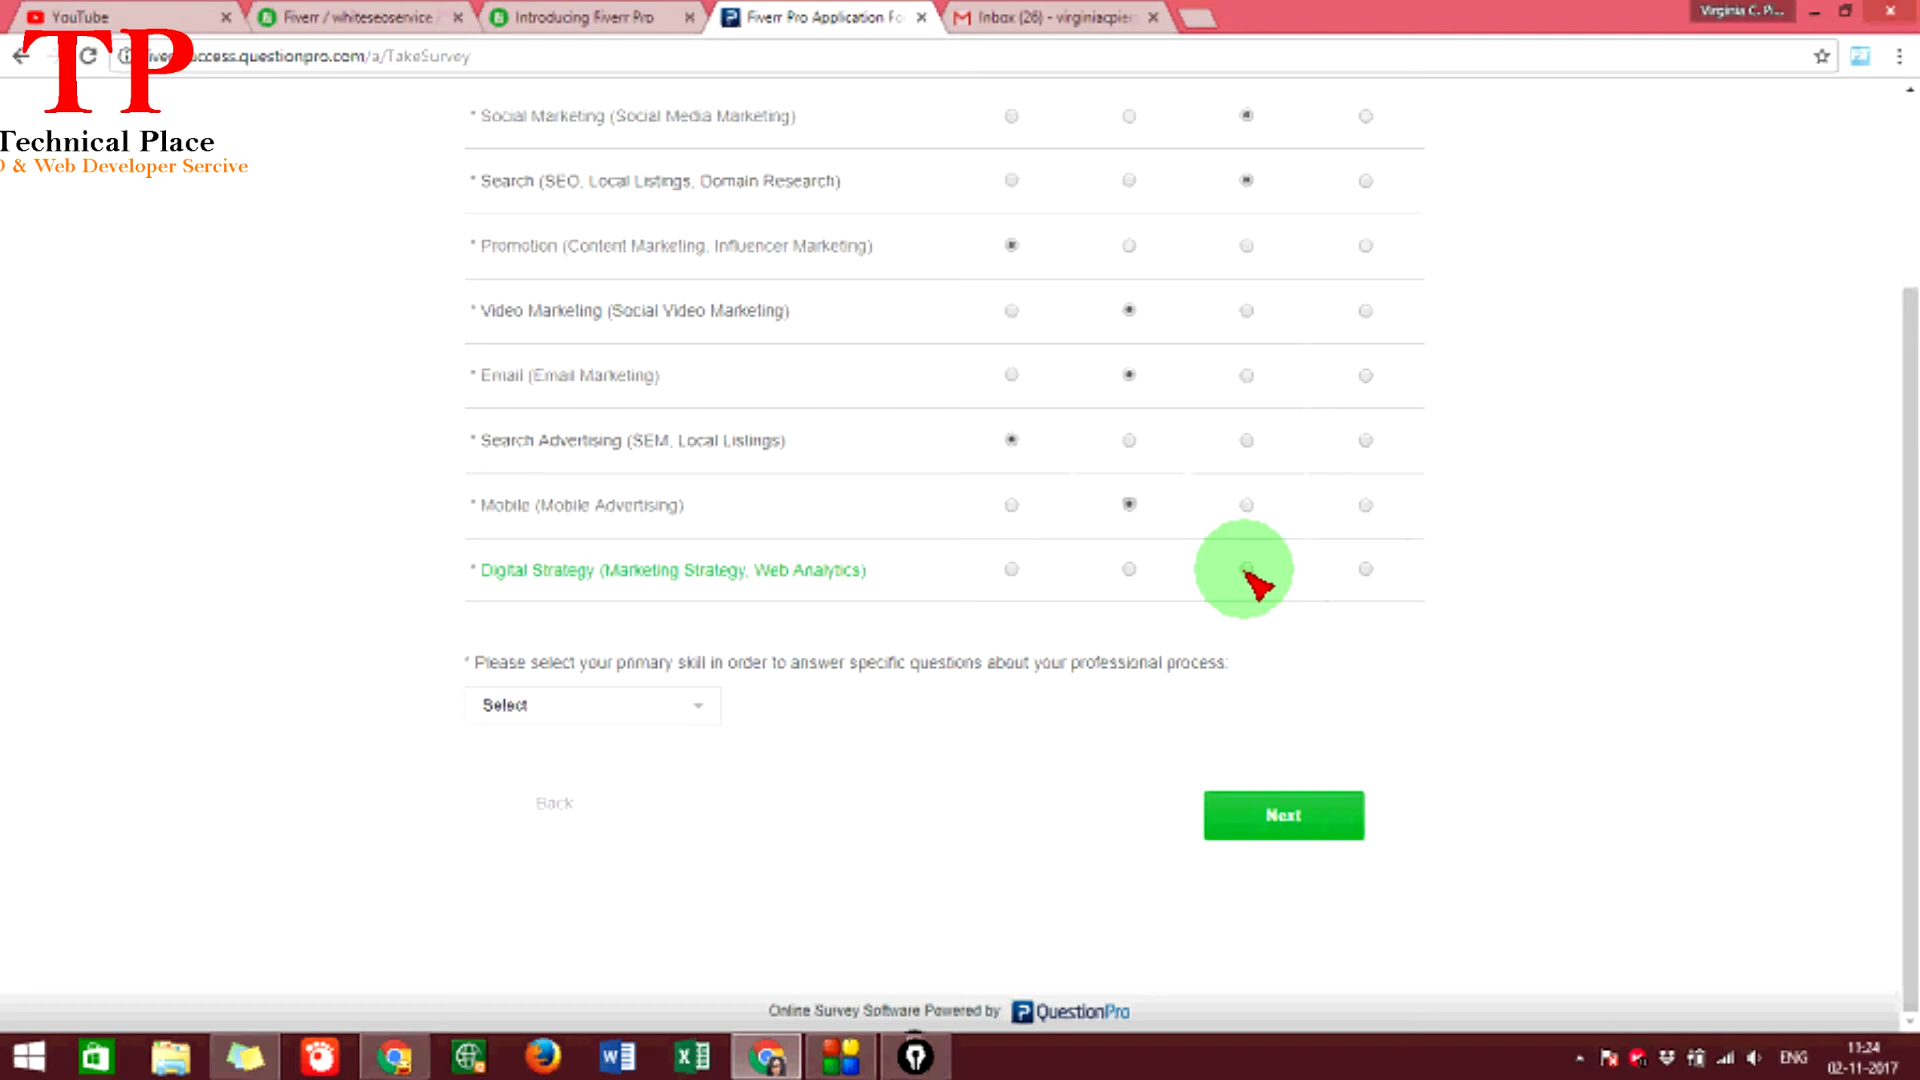 YouTube
Fiverr / whiteseoservice
Introducing Fiverr Pro
Fiverr Pro Application Fo
Inbox (26) - virginiacpier
Virginia C. Pi...
ccess.questionpro.com/a/TakeSurvey
TP
Technical Place
& Web Developer Sercive
* Social Marketing (Social Media Marketing)
* Search (SEO, Local Listings, Domain Research)
* Promotion (Content Marketing, Influencer Marketing)
* Video Marketing (Social Video Marketing)
* Email (Email Marketing)
* Search Advertising (SEM, Local Listings)
* Mobile (Mobile Advertising)
* Digital Strategy (Marketing Strategy, Web Analytics)
* Please select your primary skill in order to answer specific questions about your professional process:
Select
Back
Next
Online Survey Software Powered by QuestionPro
ENG
11:24
02-11-2017